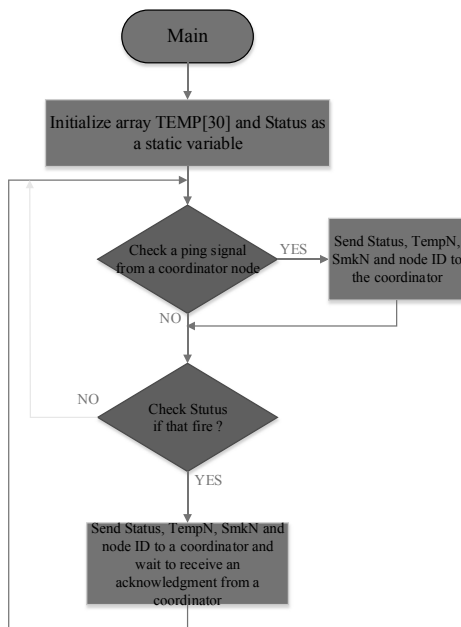 Main
Initialize array TEMP[30] and Status as
a static variable
Check a ping signal
from a coordinator node
YES
Send Status, TempN,
SmkN and node ID to
the coordinator
NO
NO
Check Stutus
if that fire ?
YES
Send Status, TempN, SmkN and
node ID to a coordinator and
wait to receive an
acknowledgment from a
coordinator